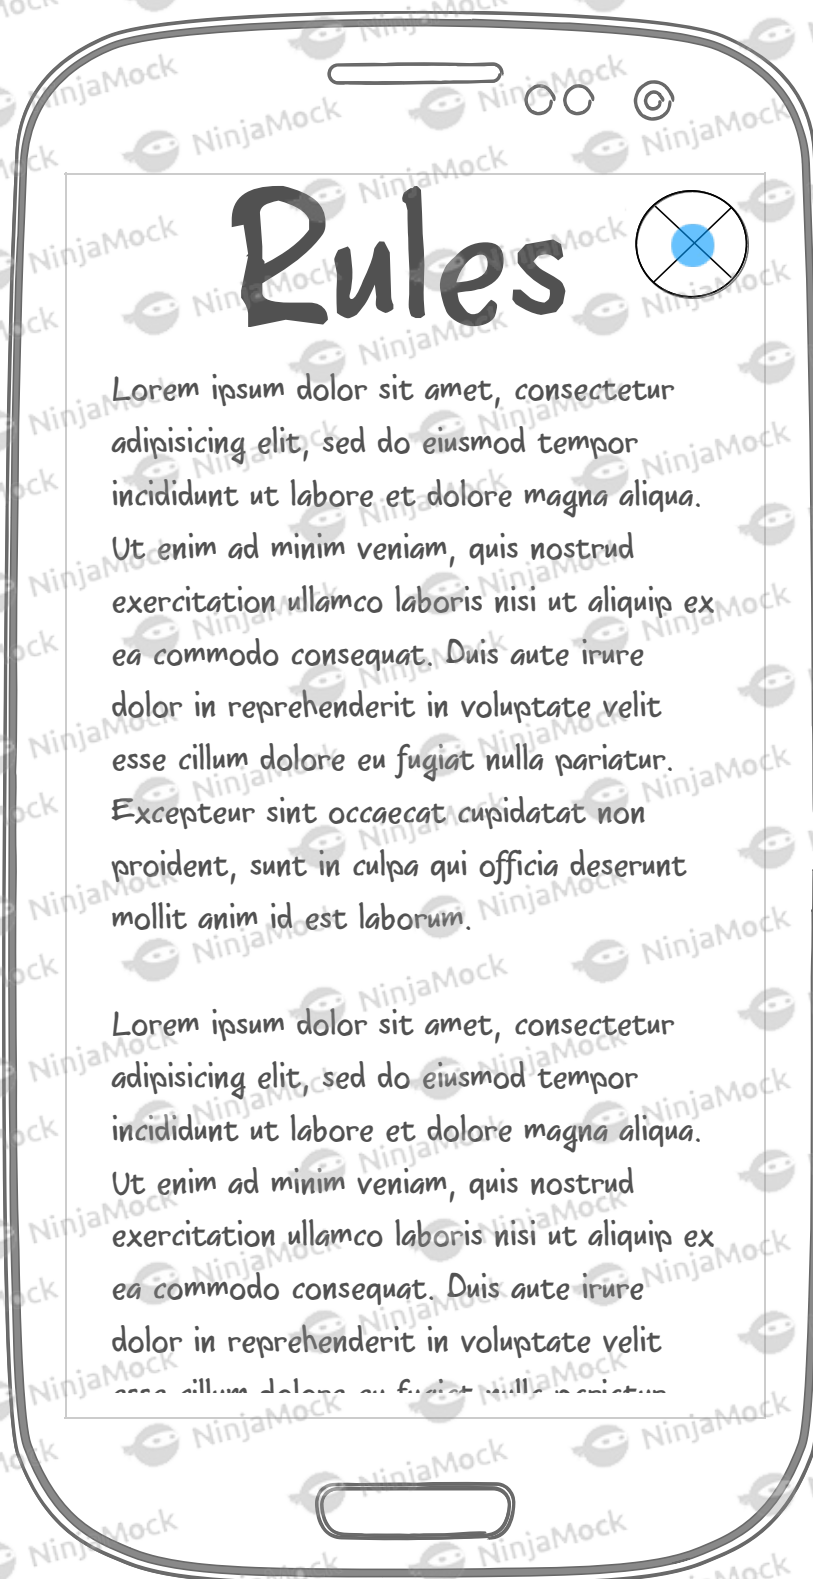 Rules
Lorem ipsum dolor sit amet, consectetur
adipisicing elit, sed do eiusmod tempor
incididunt ut labore et dolore magna aliqua.
Ut enim ad minim veniam, quis nostrud
exercitation ullamco laboris nisi ut aliquip ex
ea commodo consequat. Duis aute irure
dolor in reprehenderit in voluptate velit
esse cillum dolore eu fugiat nulla pariatur.
Excepteur sint occaecat cupidatat non
proident, sunt in culpa qui officia deserunt
mollit anim id est laborum.
Lorem ipsum dolor sit amet, consectetur
adipisicing elit, sed do eiusmod tempor
incididunt ut labore et dolore magna aliqua.
Ut enim ad minim veniam, quis nostrud
exercitation ullamco laboris nisi ut aliquip ex
ea commodo consequat. Duis aute irure
dolor in reprehenderit in voluptate velit
NinjaMock